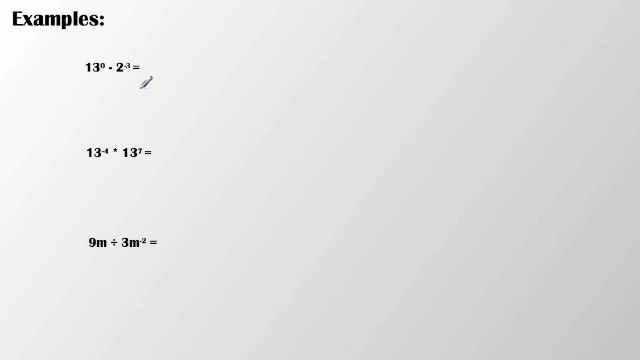 Examples:
13⁰ - 2⁻³ =
13⁻⁴ * 13⁷ =
9m ÷ 3m⁻² =